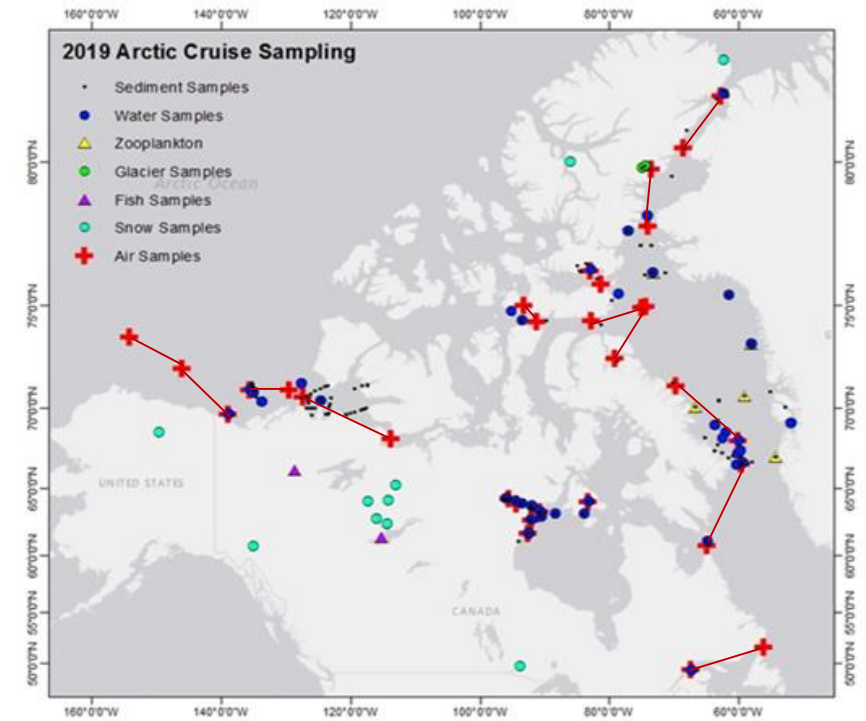 160°0'0"W 140°0'0"W 120°0'0"W 100°0'0"W 80°0'0"W 60°0'0"W
2019 Arctic Cruise Sampling
Sediment Samples
Water Samples
Zooplankton
Glacier Samples
Arctic Ocean
Fish Samples
Snow Samples
Air Samples
80°0'0"N
75°0'0"N
70°0'0"N
65°0'0"N
60°0'0"N
55°0'0"N
50°0'0"N
80°0'0"N
75°0'0"N
70°0'0"N
65°0'0"N
60°0'0"N
55°0'0"N
50°0'0"N
G
UNITED STATES
CANADA
160°0'0"W 140°0'0"W 120°0'0"W 100°0'0"W 80°0'0"W 60°0'0"W